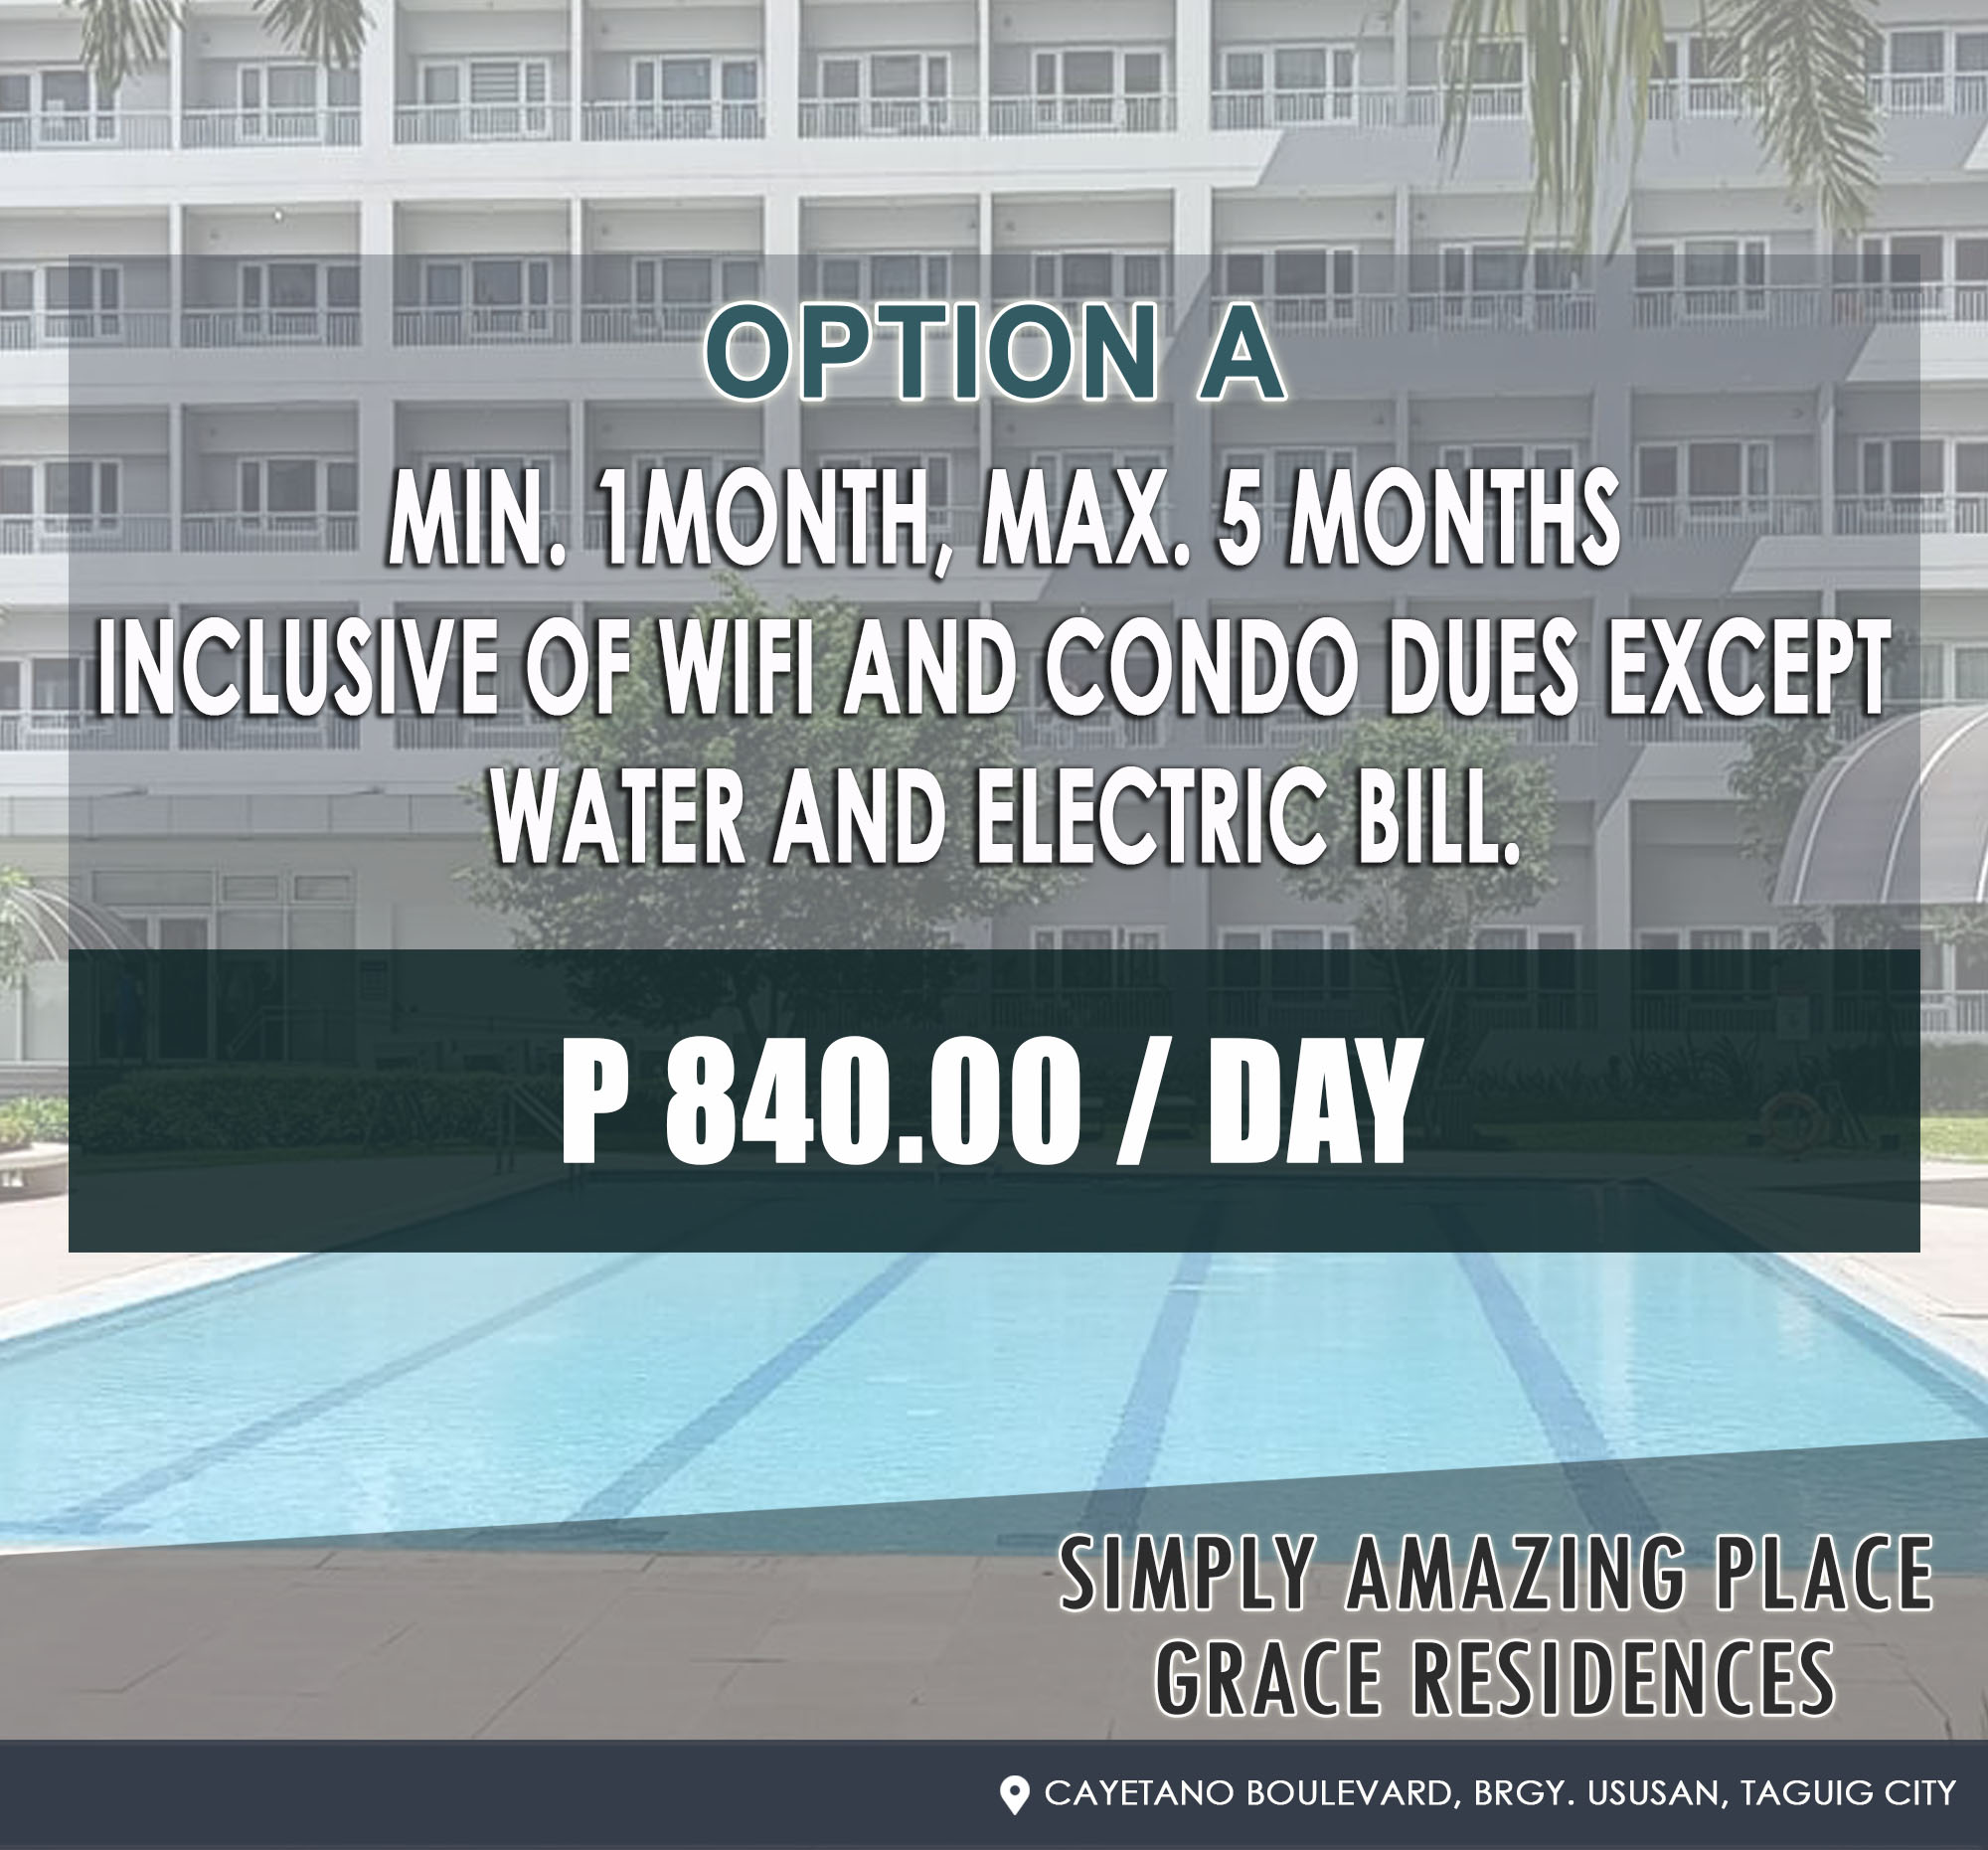 OPTION A
MIN. 1MONTH, MAX. 5 MONTHS
INCLUSIVE OF WIFI AND CONDO DUES EXCEPT
WATER AND ELECTRIC BILL.
P 840.00 / DAY
SIMPLY AMAZING PLACE
GRACE RESIDENCES
CAYETANO BOULEVARD, BRGY. USUSAN, TAGUIG CITY